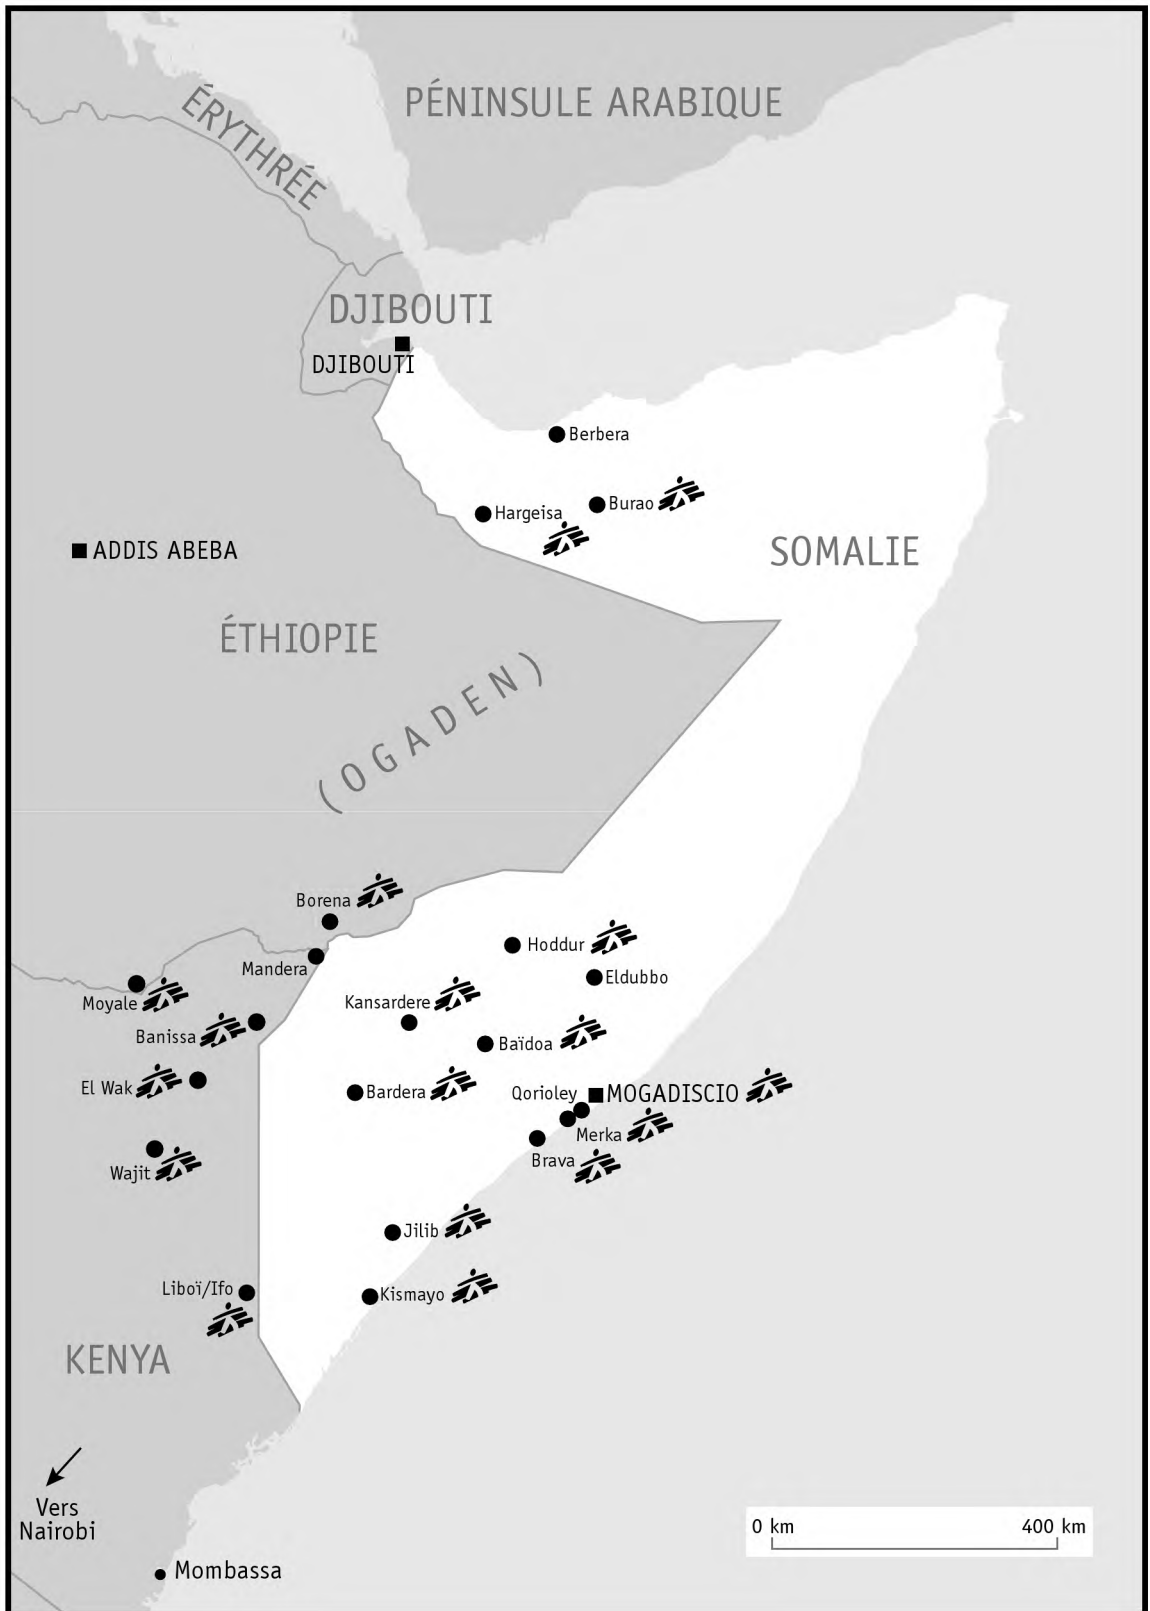 PÉNINSULE ARABIQUE
ÉRYTHRÉE
DJIBOUTI
DJIBOUTI
Berbera
Burao
Hargeisa
ADDIS ABEBA
SOMALIE
ÉTHIOPIE
(OGADEN)
Borena
Hoddur
Mandera
Eldubbo
Moyale
Kansardere
Banissa
Baïdoa
El Wak
Bardera
Qorioley
MOGADISCIO
Merka
Brava
Wajit
Jilib
Liboï/Ifo
Kismayo
KENYA
Vers
Nairobi
0 km
400 km
Mombassa